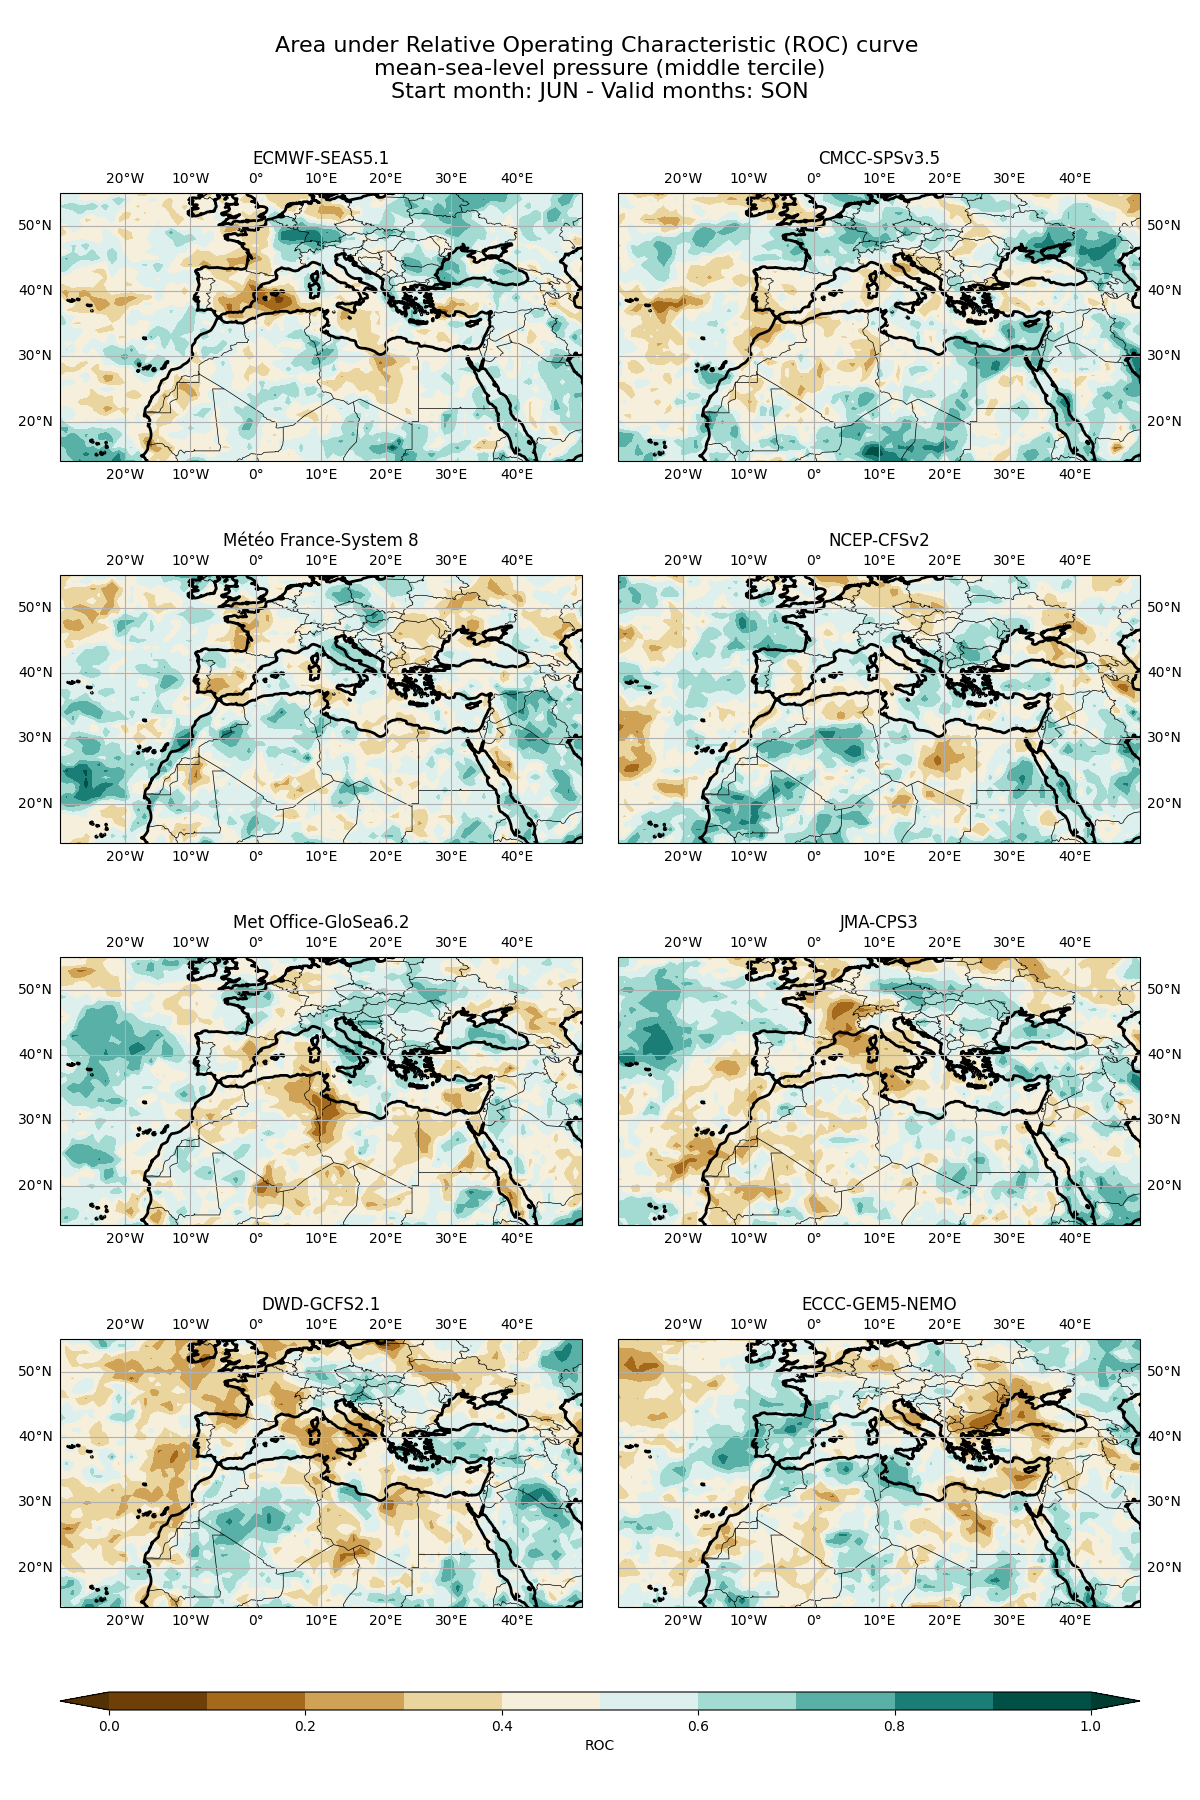 Area under Relative Operating Characteristic (ROC) curve
mean-sea-level pressure (middle tercile)
Start month: JUN - Valid months: SON
ECMWF-SEAS5.1
20°W 10°W 0° 10°E 20°E 30°E 40°E
50°N
40°N
30°N
20°N
20°W 10°W 0° 10°E 20°E 30°E 40°E
CMCC-SPSv3.5
20°W 10°W 0° 10°E 20°E 30°E 40°E
50°N
40°N
30°N
20°N
20°W 10°W 0° 10°E 20°E 30°E 40°E
Météo France-System 8
20°W 10°W 0° 10°E 20°E 30°E 40°E
50°N
40°N
30°N
20°N
20°W 10°W 0° 10°E 20°E 30°E 40°E
NCEP-CFSv2
20°W 10°W 0° 10°E 20°E 30°E 40°E
50°N
40°N
30°N
20°N
20°W 10°W 0° 10°E 20°E 30°E 40°E
Met Office-GloSea6.2
20°W 10°W 0° 10°E 20°E 30°E 40°E
50°N
40°N
30°N
20°N
20°W 10°W 0° 10°E 20°E 30°E 40°E
JMA-CPS3
20°W 10°W 0° 10°E 20°E 30°E 40°E
50°N
40°N
30°N
20°N
20°W 10°W 0° 10°E 20°E 30°E 40°E
DWD-GCFS2.1
20°W 10°W 0° 10°E 20°E 30°E 40°E
50°N
40°N
30°N
20°N
20°W 10°W 0° 10°E 20°E 30°E 40°E
ECCC-GEM5-NEMO
20°W 10°W 0° 10°E 20°E 30°E 40°E
50°N
40°N
30°N
20°N
20°W 10°W 0° 10°E 20°E 30°E 40°E
0.0 0.2 0.4 0.6 0.8 1.0
ROC